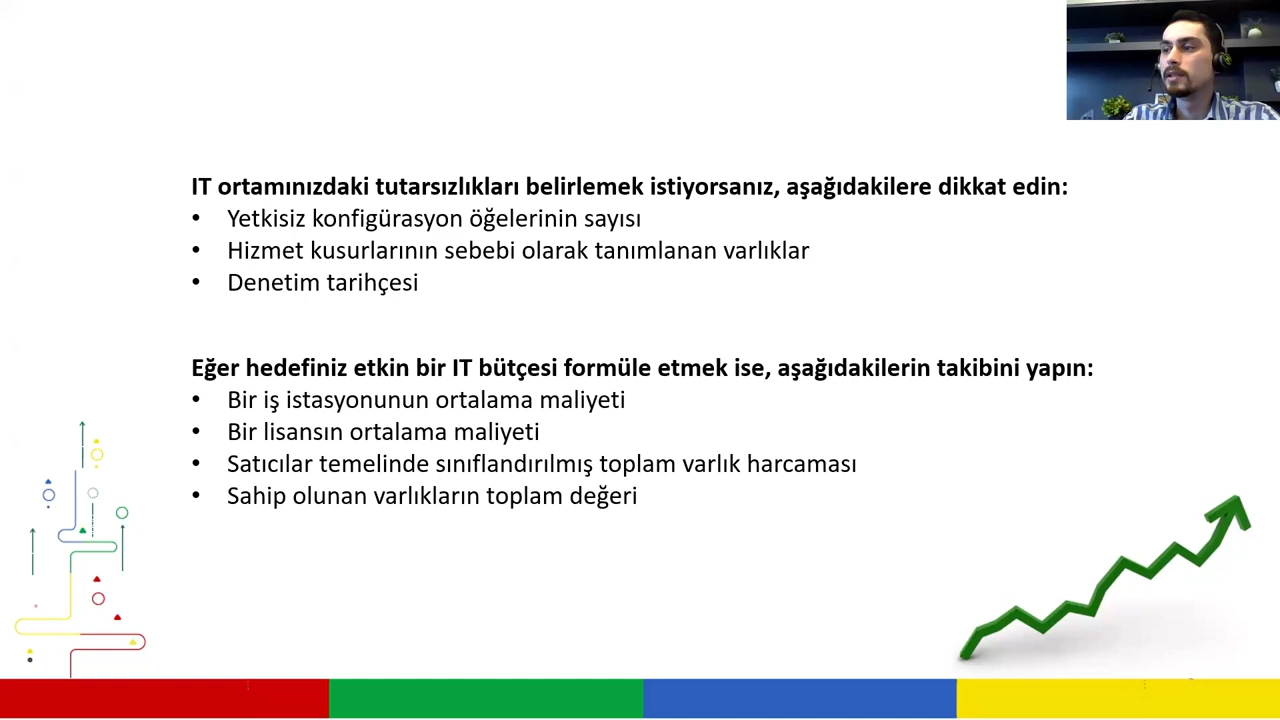 IT ortamınızdaki tutarsızlıkları belirlemek istiyorsanız, aşağıdakilere dikkat edin:
• Yetkisiz konfigürasyon öğelerinin sayısı
• Hizmet kusurlarının sebebi olarak tanımlanan varlıklar
• Denetim tarihçesi
Eğer hedefiniz etkin bir IT bütçesi formüle etmek ise, aşağıdakilerin takibini yapın:
• Bir iş istasyonunun ortalama maliyeti
• Bir lisansın ortalama maliyeti
• Satıcılar temelinde sınıflandırılmış toplam varlık harcaması
• Sahip olunan varlıkların toplam değeri